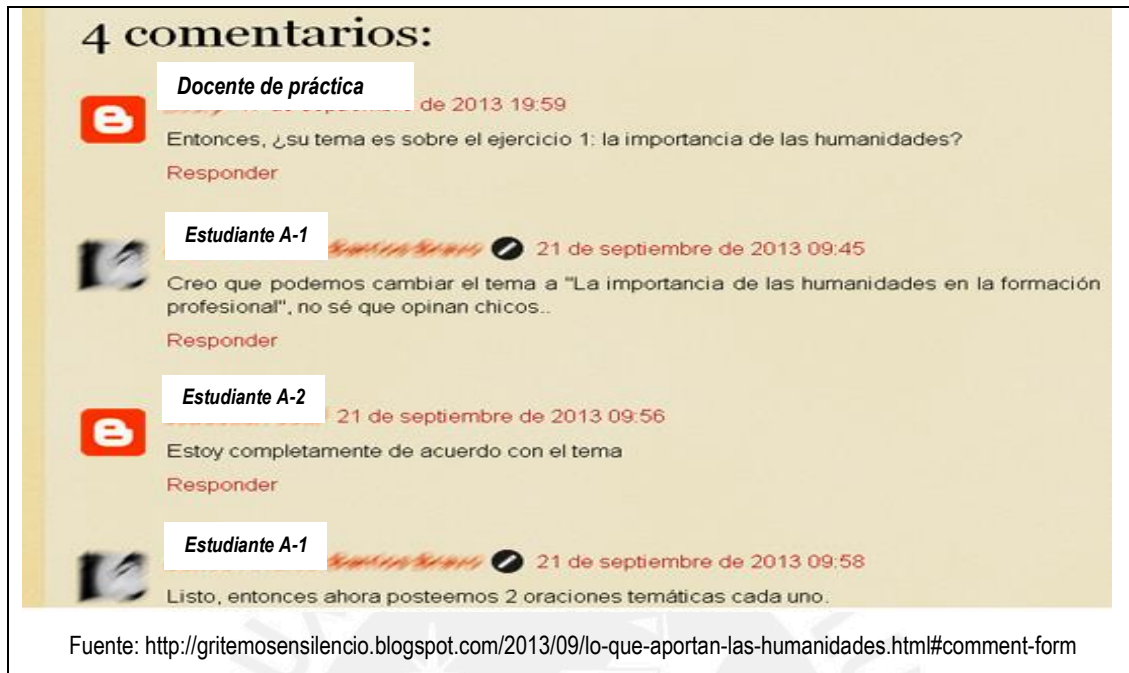 4 comentarios:
Docente de práctica
de septiembre de 2013 19:59
Entonces, ¿su tema es sobre el ejercicio 1: la importancia de las humanidades?
Responder
Estudiante A-1
21 de septiembre de 2013 09:45
Creo que podemos cambiar el tema a "La importancia de las humanidades en la formación
profesional", no sé que opinan chicos..
Responder
Estudiante A-2
21 de septiembre de 2013 09:56
Estoy completamente de acuerdo con el tema
Responder
Estudiante A-1
21 de septiembre de 2013 09:58
Listo, entonces ahora posteemos 2 oraciones temáticas cada uno.
Fuente: http://gritemosensilencio.blogspot.com/2013/09/lo-que-aportan-las-humanidades.html#comment-form